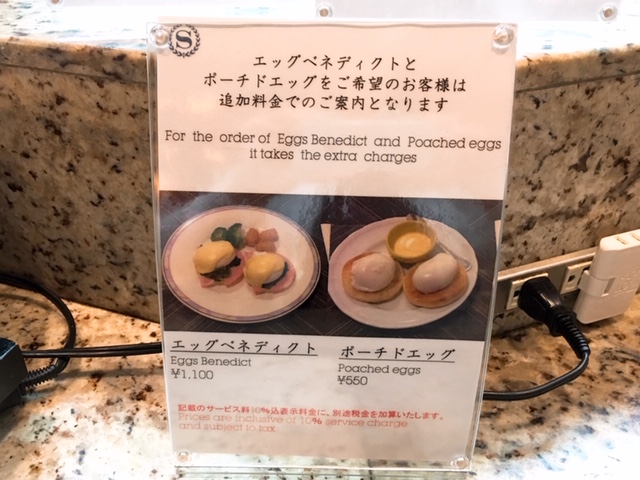 S
エッグベネディクトと
ポーチドエッグをご希望のお客様は
追加料金でのご案内となります
For the order of Eggs Benedict and Poached eggs
it takes the extra charges
エッグベネディクト
Eggs Benedict
¥1,100
ポーチドエッグ
Poached eggs
¥550
記載のサービス料10%込表示料金に、別途税金を加算いたします。
Prices are inclusive of 10% service charge
and subject to tax